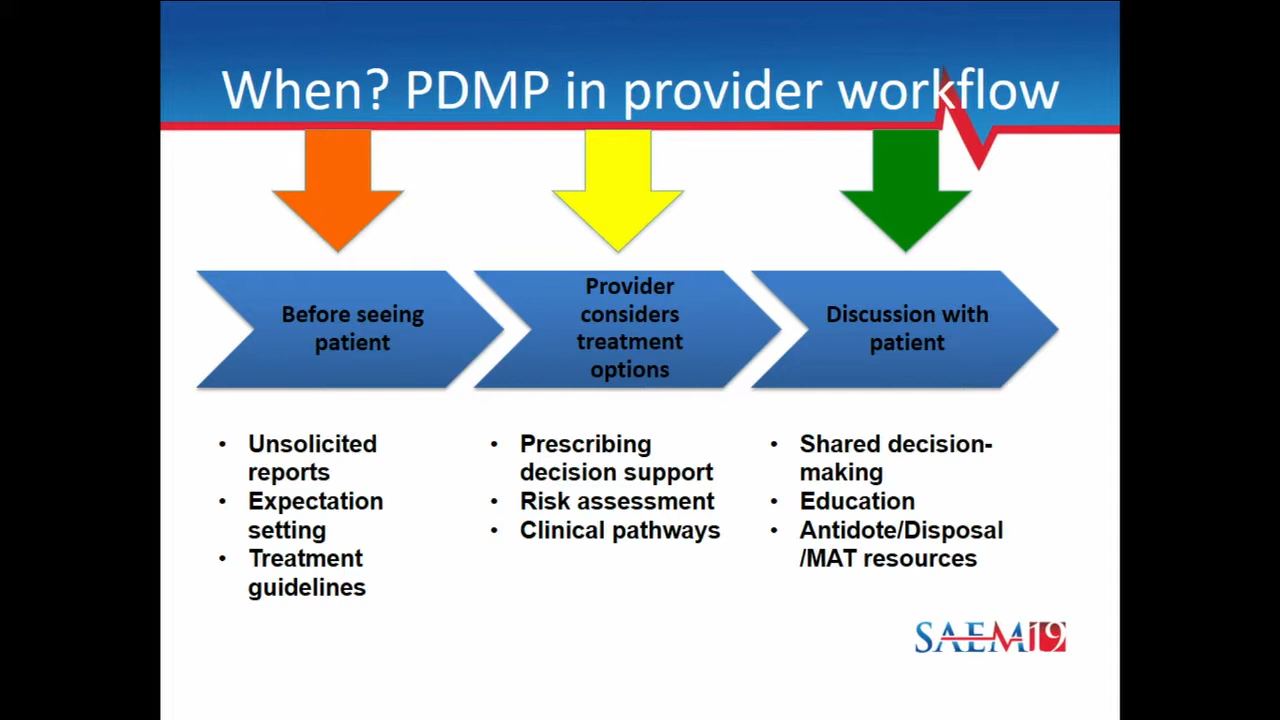 When? PDMP in provider workflow
Before seeing
patient
Provider
considers
treatment
options
Discussion with
patient
• Unsolicited
reports
• Expectation
setting
• Treatment
guidelines
• Prescribing
decision support
• Risk assessment
• Clinical pathways
• Shared decision-
making
• Education
• Antidote/Disposal
/MAT resources
SAEM19